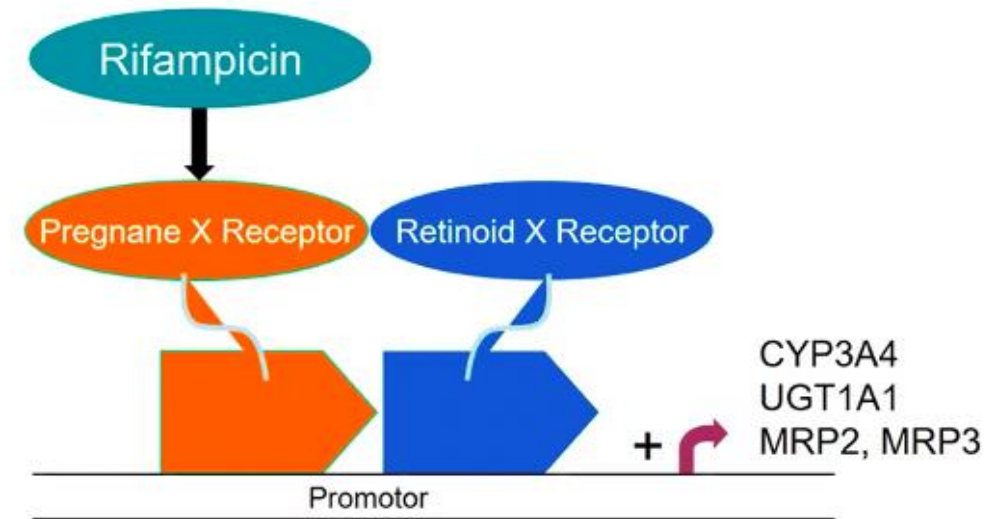 Rifampicin
Pregnane X Receptor
Retinoid X Receptor
CYP3A4
UGT1A1
+
MRP2, MRP3
Promotor